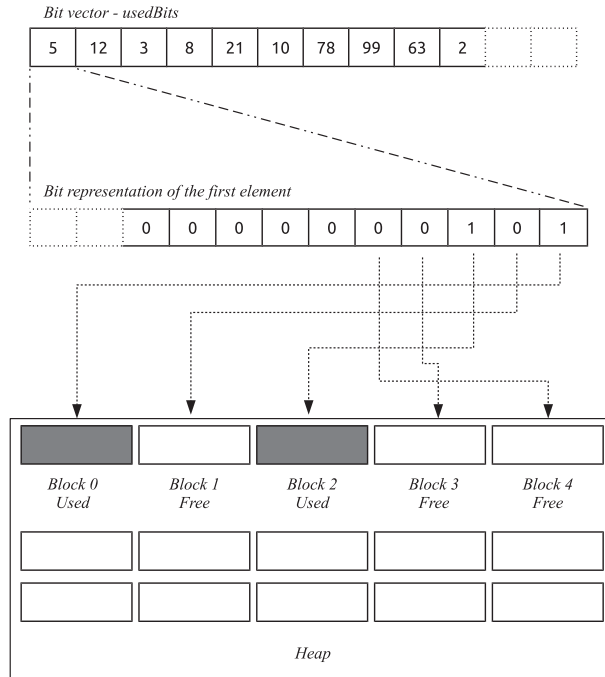 Bit vector - usedBits
5 12 3 8 21 10 78 99 63 2
Bit representation of the first element
0 0 0 0 0 0 0 1 0 1
Block 0 Block 1 Block 2 Block 3 Block 4
Used Free Used Free Free
Heap